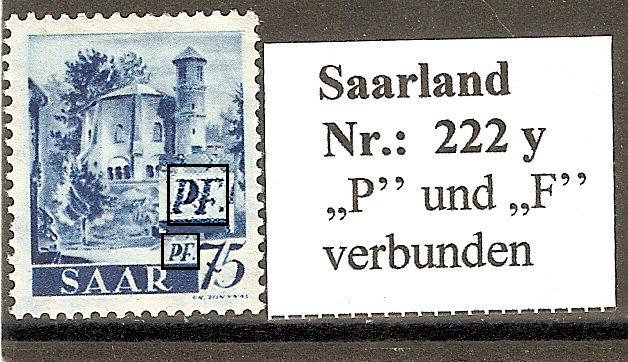 PF.
PF.
SAAR 75
Saarland
Nr.: 222 y
„P’’ und „F’’
verbunden